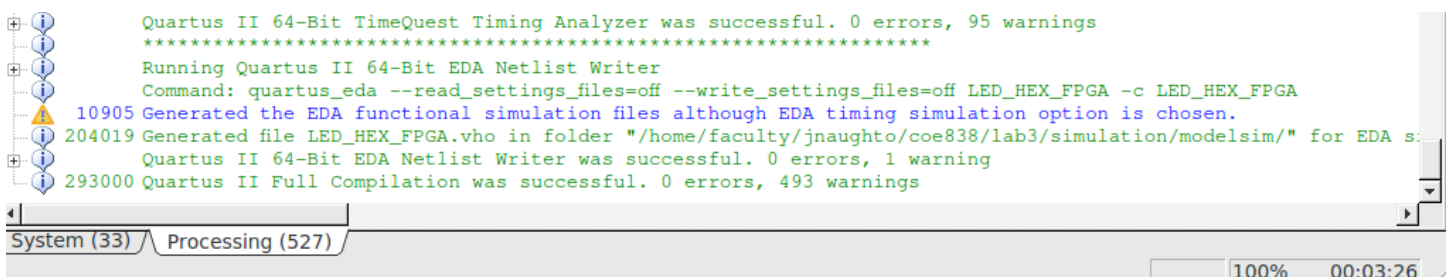 Quartus II 64-Bit TimeQuest Timing Analyzer was successful. 0 errors, 95 warnings
*******************************************************************
Running Quartus II 64-Bit EDA Netlist Writer
Command: quartus_eda --read_settings_files=off --write_settings_files=off LED_HEX_FPGA -c LED_HEX_FPGA
10905 Generated the EDA functional simulation files although EDA timing simulation option is chosen.
204019 Generated file LED_HEX_FPGA.vho in folder "/home/faculty/jnaughto/coe838/lab3/simulation/modelsim/" for EDA
Quartus II 64-Bit EDA Netlist Writer was successful. 0 errors, 1 warning
293000 Quartus II Full Compilation was successful. 0 errors, 493 warnings
System (33) Processing (527)
100% 00:03:26